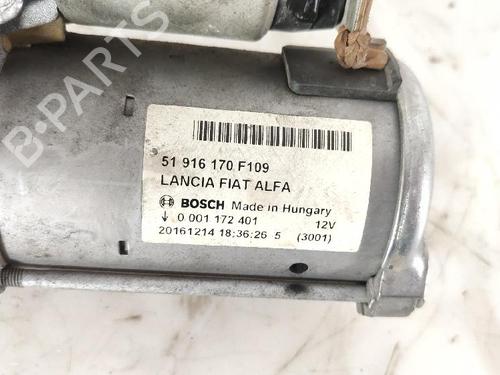 B-PARTS
51 916 170 F109
LANCIA FIAT ALFA
BOSCH Made in Hungary
↓ 0 001 172 401 12V
20161214 18:36:26 5 (3001)